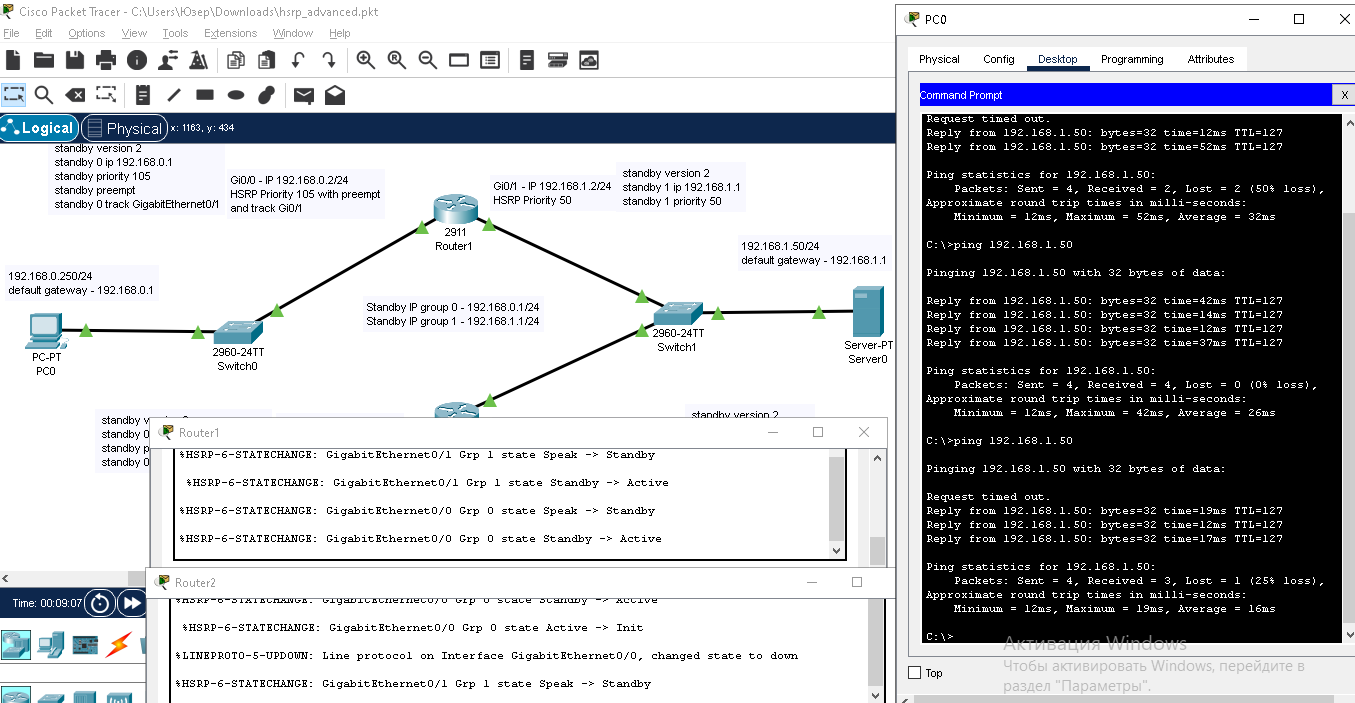 Cisco Packet Tracer - C:\Users\Юзер\Downloads\hsrp_advanced.pkt
File Edit Options View Tools Extensions Window Help
Logical Physical x: 1163, y: 434
standby version 2
standby 0 ip 192.168.0.1
standby priority 105
standby preempt
standby 0 track GigabitEthernet0/1
Gi0/0 - IP 192.168.0.2/24
HSRP Priority 105 with preempt
and track Gi0/1
2911
Router1
Gi0/1 - IP 192.168.1.2/24
HSRP Priority 50
standby version 2
standby 1 ip 192.168.1.1
standby 1 priority 50
192.168.1.50/24
default gateway - 192.168.1.1
192.168.0.250/24
default gateway - 192.168.0.1
Standby IP group 0 - 192.168.0.1/24
Standby IP group 1 - 192.168.1.1/24
PC-PT
PC0
2960-24TT
Switch0
2960-24TT
Switch1
Server-PT
Server0
standby
standby 0
standby
standby 0
standby version 2
Router1
%HSRP-6-STATECHANGE: GigabitEthernet0/1 Grp 1 state Speak -> Standby
%HSRP-6-STATECHANGE: GigabitEthernet0/1 Grp 1 state Standby -> Active
%HSRP-6-STATECHANGE: GigabitEthernet0/0 Grp 0 state Speak -> Standby
%HSRP-6-STATECHANGE: GigabitEthernet0/0 Grp 0 state Standby -> Active
Time: 00:09:07
Router2
%HSRP-6-STATECHANGE: GigabitEthernet0/0 Grp 0 state Standby -> Active
%HSRP-6-STATECHANGE: GigabitEthernet0/0 Grp 0 state Active -> Init
%LINEPROTO-5-UPDOWN: Line protocol on Interface GigabitEthernet0/0, changed state to down
%HSRP-6-STATECHANGE: GigabitEthernet0/1 Grp 1 state Speak -> Standby
PC0
Physical Config Desktop Programming Attributes
Command Prompt X
Request timed out.
Reply from 192.168.1.50: bytes=32 time=12ms TTL=127
Reply from 192.168.1.50: bytes=32 time=52ms TTL=127
Ping statistics for 192.168.1.50:
Packets: Sent = 4, Received = 2, Lost = 2 (50% loss),
Approximate round trip times in milli-seconds:
Minimum = 12ms, Maximum = 52ms, Average = 32ms
C:\>ping 192.168.1.50
Pinging 192.168.1.50 with 32 bytes of data:
Reply from 192.168.1.50: bytes=32 time=42ms TTL=127
Reply from 192.168.1.50: bytes=32 time=14ms TTL=127
Reply from 192.168.1.50: bytes=32 time=12ms TTL=127
Reply from 192.168.1.50: bytes=32 time=37ms TTL=127
Ping statistics for 192.168.1.50:
Packets: Sent = 4, Received = 4, Lost = 0 (0% loss),
Approximate round trip times in milli-seconds:
Minimum = 12ms, Maximum = 42ms, Average = 26ms
C:\>ping 192.168.1.50
Pinging 192.168.1.50 with 32 bytes of data:
Request timed out.
Reply from 192.168.1.50: bytes=32 time=19ms TTL=127
Reply from 192.168.1.50: bytes=32 time=12ms TTL=127
Reply from 192.168.1.50: bytes=32 time=17ms TTL=127
Ping statistics for 192.168.1.50:
Packets: Sent = 4, Received = 3, Lost = 1 (25% loss),
Approximate round trip times in milli-seconds:
Minimum = 12ms, Maximum = 19ms, Average = 16ms
C:\>
Активация Windows
Чтобы активировать Windows, перейдите в
раздел "Параметры".
Top